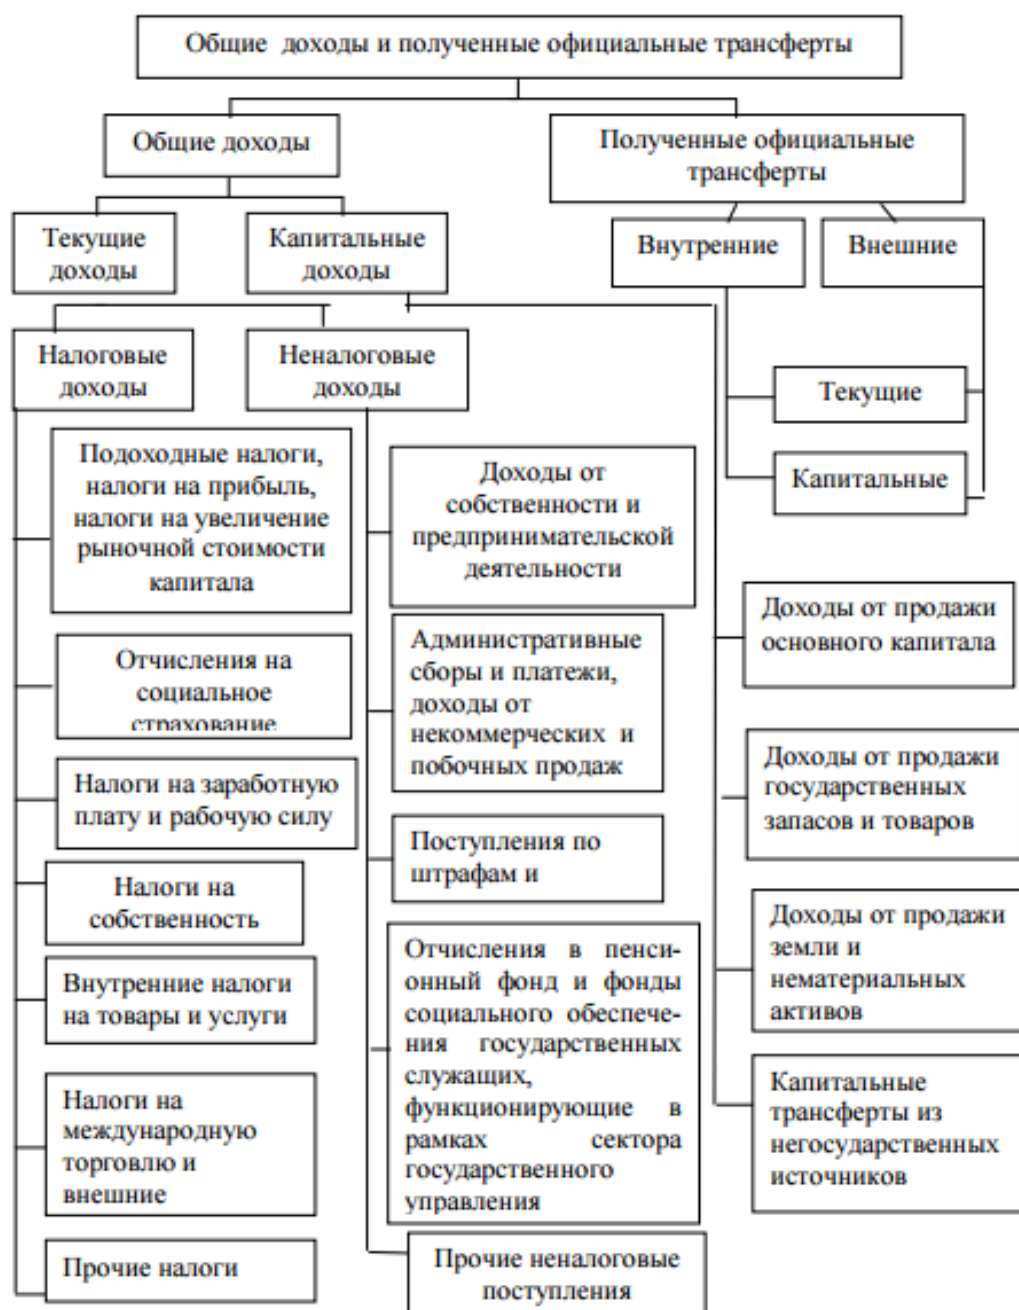 Общие доходы и полученные официальные трансферты
Общие доходы
Полученные официальные
трансферты
Текущие
доходы
Капитальные
доходы
Внутренние
Внешние
Налоговые
доходы
Неналоговые
доходы
Текущие
Капитальные
Подоходные налоги,
налоги на прибыль,
налоги на увеличение
рыночной стоимости
капитала
Отчисления на
социальное
страхование
Налоги на заработную
плату и рабочую силу
Налоги на
собственность
Внутренние налоги
на товары и услуги
Налоги на
международную
торговлю и
внешние
Прочие налоги
Доходы от
собственности и
предпринимательской
деятельности
Административные
сборы и платежи,
доходы от
некоммерческих и
побочных продаж
Поступления по
штрафам и
Отчисления в пенси-
онный фонд и фонды
социального обеспече-
ния государственных
служащих,
функционирующие в
рамках сектора
государственного
управления
Прочие неналоговые
поступления
Доходы от продажи
основного капитала
Доходы от продажи
государственных
запасов и товаров
Доходы от продажи
земли и
нематериальных
активов
Капитальные
трансферты из
негосударственных
источников